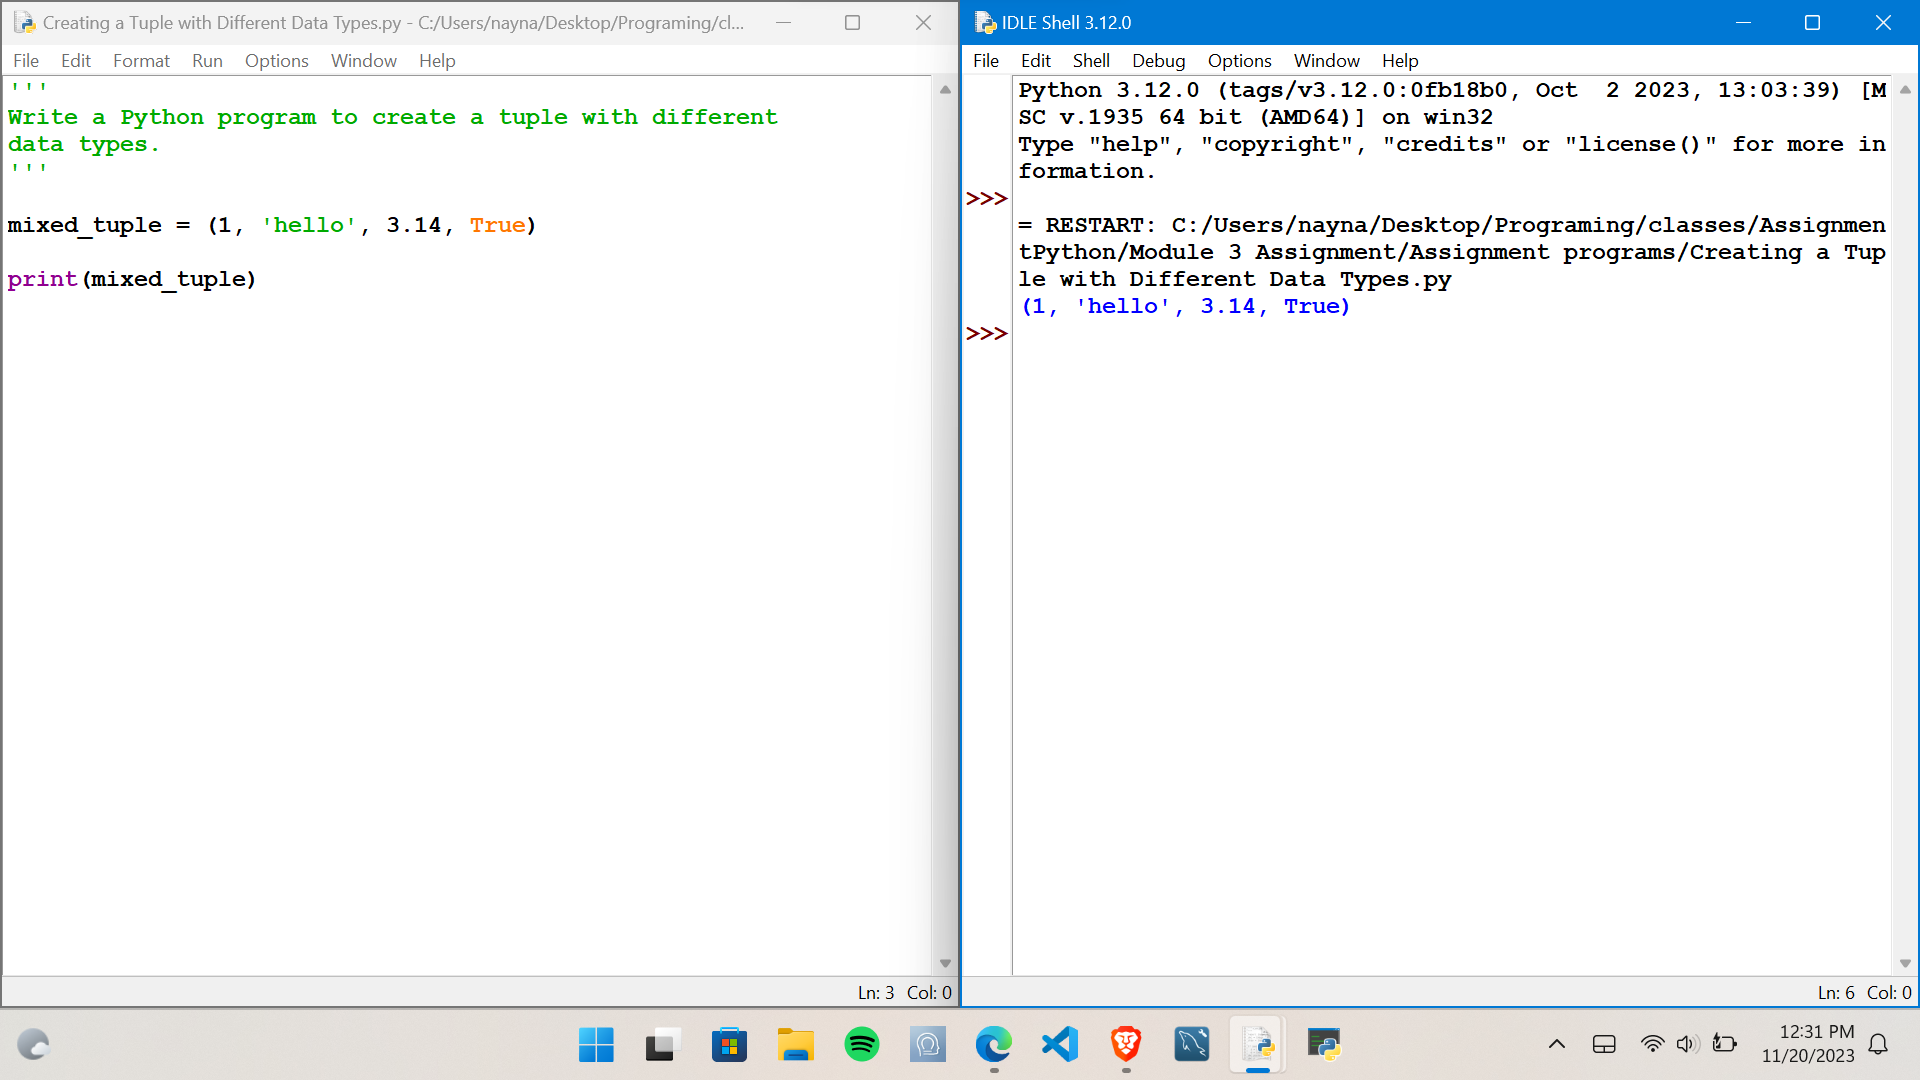 Creating a Tuple with Different Data Types.py - C:/Users/nayna/Desktop/Programing/cl...
File Edit Format Run Options Window Help
'''
Write a Python program to create a tuple with different
data types.
'''
mixed_tuple = (1, 'hello', 3.14, True)
print(mixed_tuple)
Ln: 3 Col: 0
IDLE Shell 3.12.0
File Edit Shell Debug Options Window Help
Python 3.12.0 (tags/v3.12.0:0fb18b0, Oct  2 2023, 13:03:39) [M
SC v.1935 64 bit (AMD64)] on win32
Type "help", "copyright", "credits" or "license()" for more in
formation.
>>>
= RESTART: C:/Users/nayna/Desktop/Programing/classes/Assignmen
tPython/Module 3 Assignment/Assignment programs/Creating a Tup
le with Different Data Types.py
(1, 'hello', 3.14, True)
>>>
Ln: 6 Col: 0
12:31 PM
11/20/2023